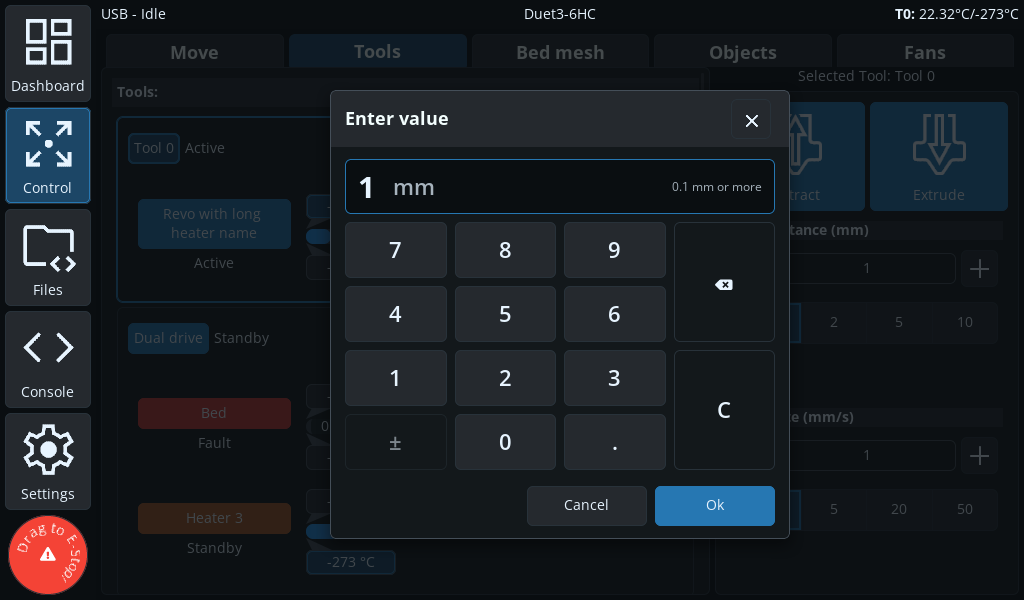 USB - Idle
Duet3-6HC
T0: 22.32°C/-273°C
Dashboard
Control
Files
Console
Settings
Drag to E-Stop!
Move
Tools
Bed mesh
Objects
Fans
Tools:
Selected Tool: Tool 0
Tool 0
Active
Revo with long
heater name
Active
Dual drive
Standby
Bed
Fault
Heater 3
Standby
-273 °C
Extrude
(mm)
1
2
5
10
(mm/s)
1
5
20
50
Enter value
1 mm
0.1 mm or more
7
8
9
4
5
6
1
2
3
C
±
0
.
Cancel
Ok